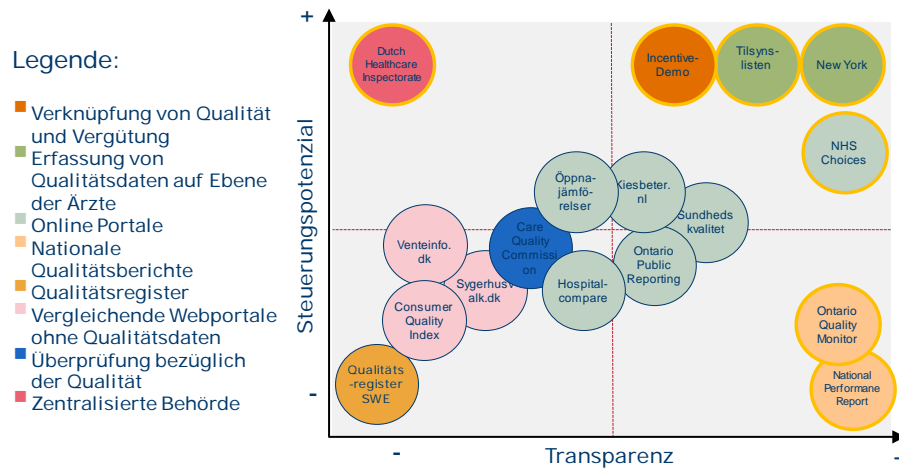 Legende:
Verknüpfung von Qualität
und Vergütung
Erfassung von
Qualitätsdaten auf Ebene
der Ärzte
Online Portale
Nationale
Qualitätsberichte
Qualitätsregister
Vergleichende Webportale
ohne Qualitätsdaten
Überprüfung bezüglich
der Qualität
Zentralisierte Behörde
+
Steuerungspotenzial
-
Dutch
Healthcare
Inspectorate
Incentive-
Demo
Tilsyns-
listen
New York
NHS
Choices
Öppna-
jämfö-
relser
Kiesbeter.
nl
Sundheds
kvalitet
Venteinfo.
dk
Care
Quality
Commissi
on
Ontario
Public
Reporting
Sygerhusv
alk.dk
Hospital-
compare
Consumer
Quality
Index
Ontario
Quality
Monitor
Qualitäts
-register
SWE
National
Performane
Report
-
Transparenz